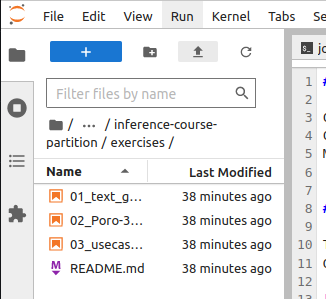 File Edit View Run Kernel Tabs Se
+
Filter files by name
/ ... / inference-course-
partition / exercises /
Name Last Modified
01_text_g... 38 minutes ago
02_Poro-3... 38 minutes ago
03_usecas... 38 minutes ago
README.md 38 minutes ago
jo
1 #
2
3 C
4 C
5 M
6
7
8 #
9
10 T
11 C
12
13